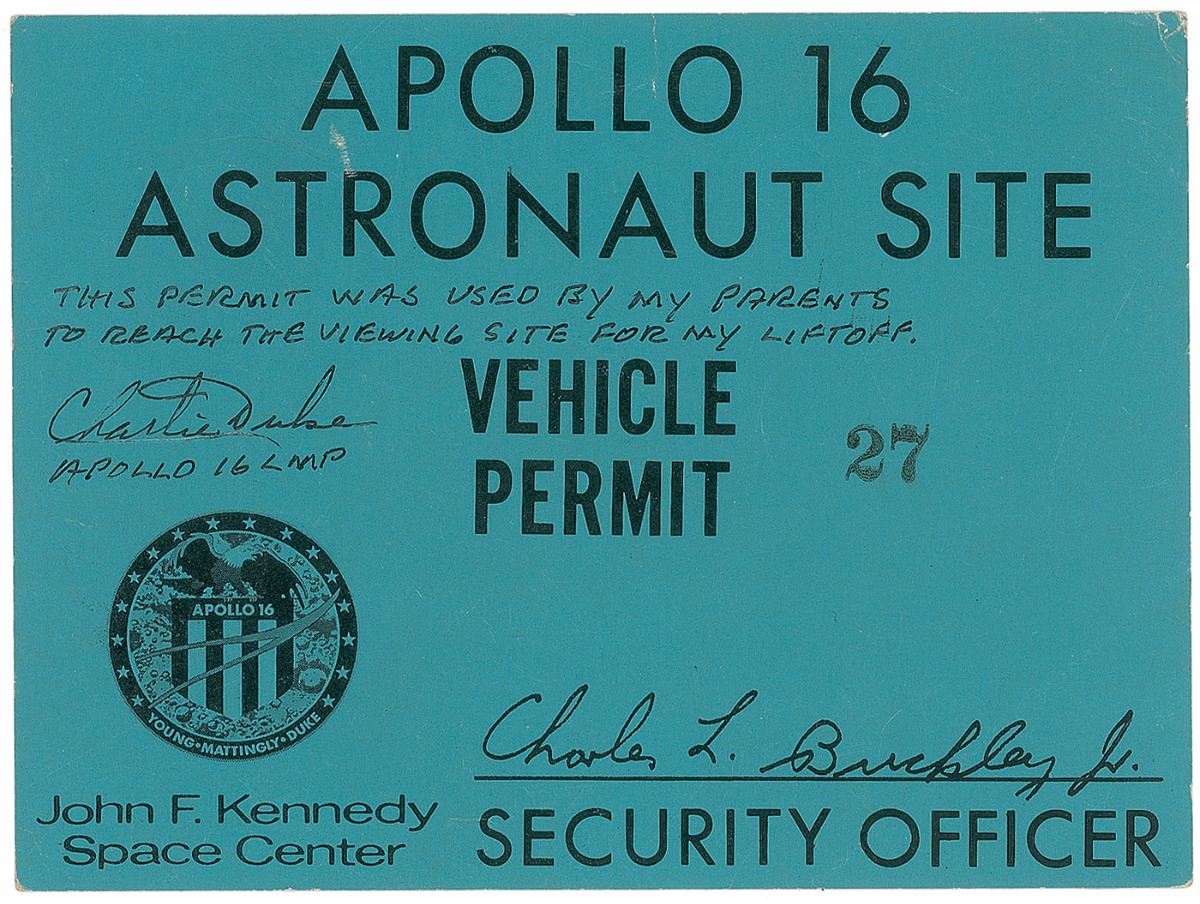 APOLLO 16
ASTRONAUT SITE
THIS PERMIT WAS USED BY MY PARENTS
TO REACH THE VIEWING SITE FOR MY LIFTOFF.
Charlie Duke
APOLLO 16 LMP
VEHICLE
PERMIT
27
APOLLO 16
YOUNG•MATTINGLY•DUKE
John F. Kennedy
Space Center
Charles L. Buckley Jr.
SECURITY OFFICER